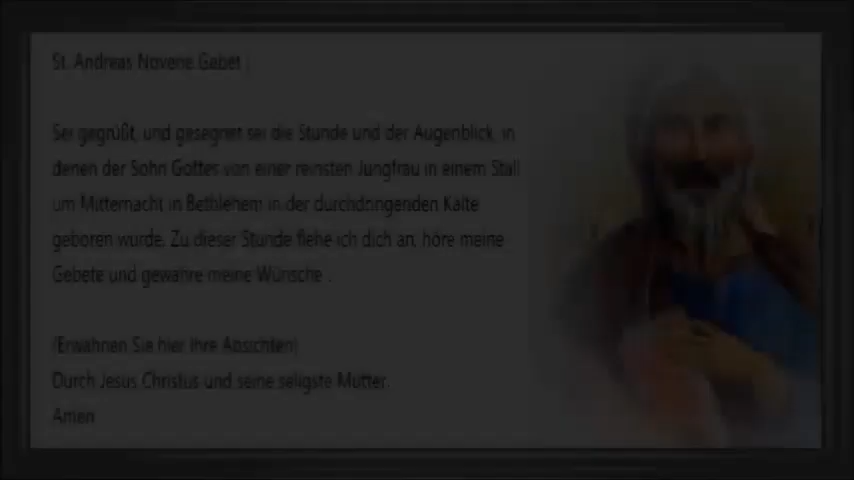 St. Andreas Novene Gebet :
Sei gegrüßt, und gesegnet sei die Stunde und der Augenblick, in
denen der Sohn Gottes von einer reinsten Jungfrau in einem Stall
um Mitternacht in Bethlehem in der durchdringenden Kälte
geboren wurde. Zu dieser Stunde flehe ich dich an, höre meine
Gebete und gewähre meine Wünsche .
(Erwähnen Sie hier Ihre Absichten)
Durch Jesus Christus und seine seligste Mutter.
Amen